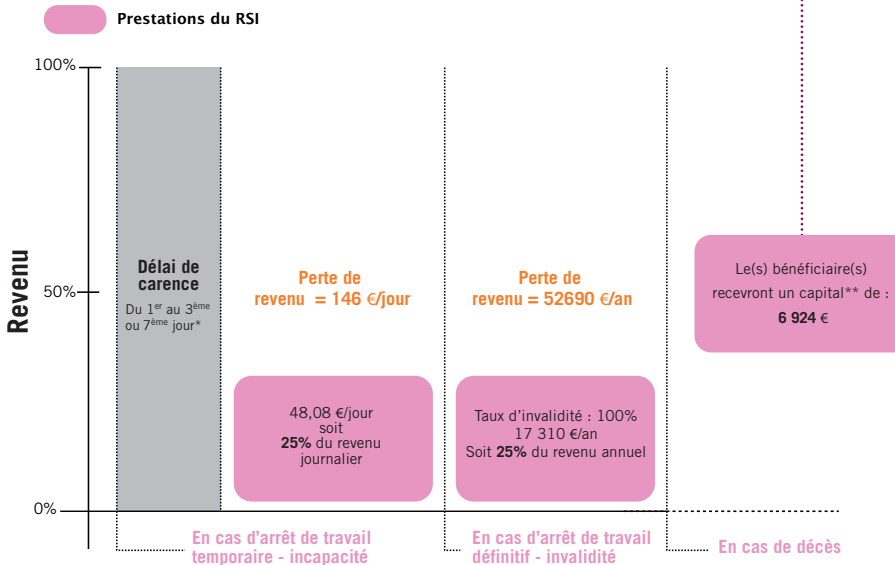 Prestations du RSI
100%
50%
0%
Revenu
Délai de
carence
Du 1er au 3ème
ou 7ème jour*
Perte de
revenu = 146 €/jour
48,08 €/jour
soit
25% du revenu
journalier
Perte de
revenu = 52690 €/an
Taux d'invalidité : 100%
17 310 €/an
Soit 25% du revenu annuel
Le(s) bénéficiaire(s)
recevront un capital** de :
6 924 €
En cas d'arrêt de travail
temporaire - incapacité
En cas d'arrêt de travail
définitif - invalidité
En cas de décès